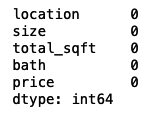 location 0
size 0
total_sqft 0
bath 0
price 0
dtype: int64